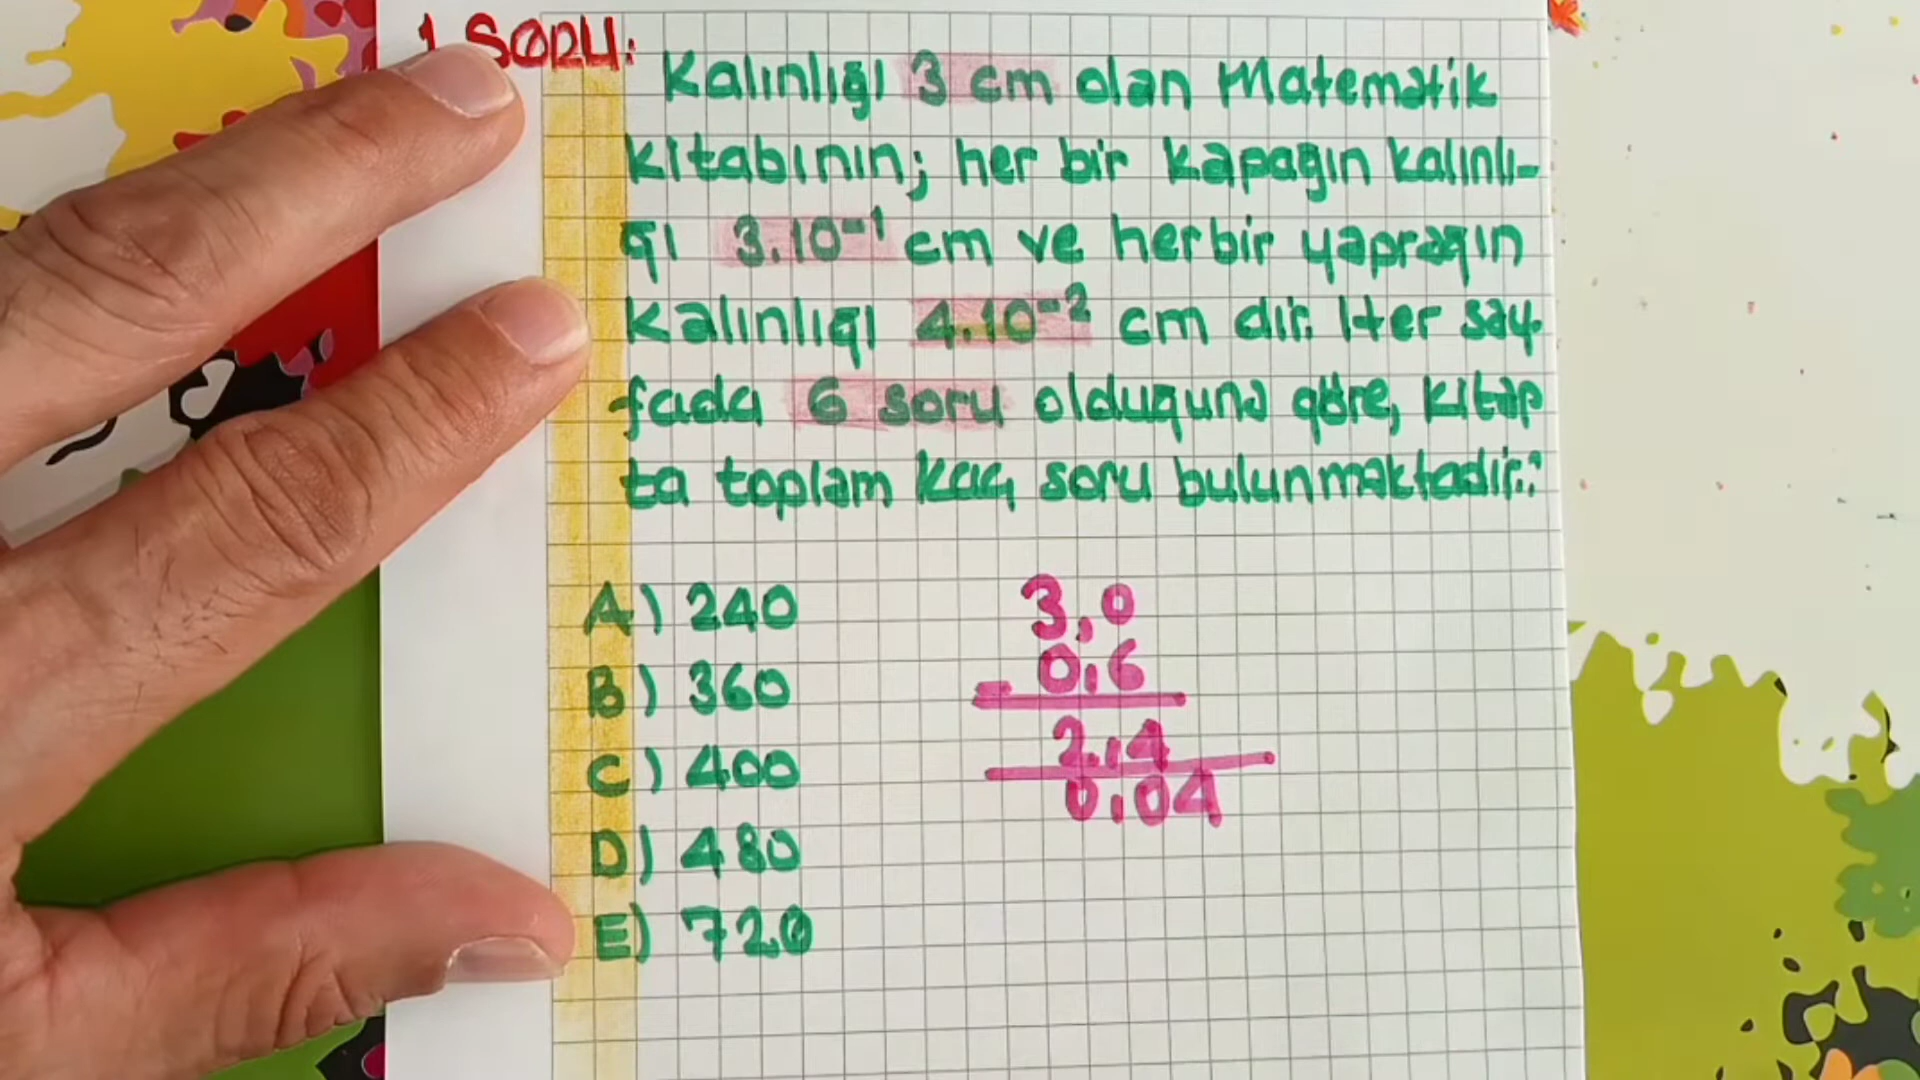 1. SORU:
Kalınlığı 3 cm olan Matematik
kitabının; her bir kapağın kalınlı-
ğı 3.10⁻¹ cm ve herbir yaprağın
kalınlığı 4.10⁻² cm dir. Her say-
fada 6 soru olduğuna göre, kitap
ta toplam kaç soru bulunmaktadır?
A) 240
B) 360
C) 400
D) 480
E) 720
3,0
- 0,6
2,4
0,04